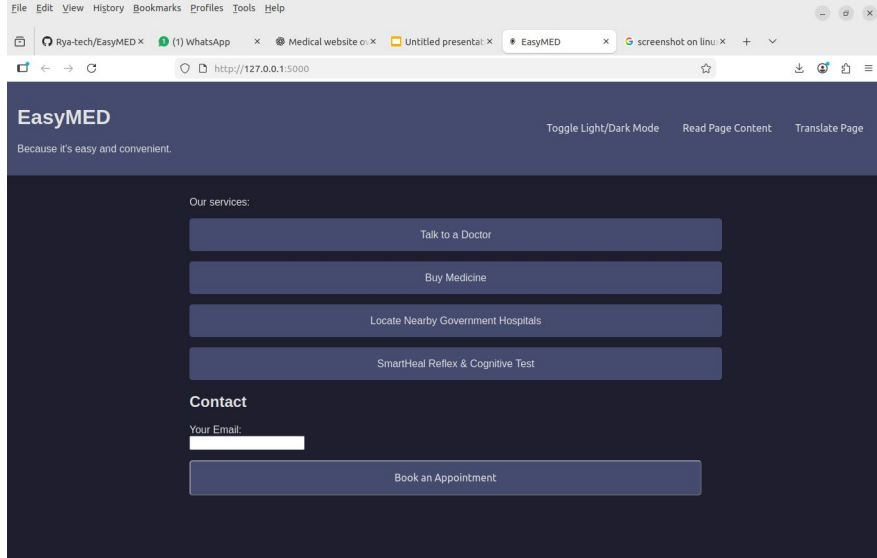 File Edit View History Bookmarks Profiles Tools Help
Rya-tech/EasyMED
(1) WhatsApp
Medical website o
Untitled presentat
EasyMED
screenshot on linu
http://127.0.0.1:5000
EasyMED
Because it's easy and convenient.
Toggle Light/Dark Mode Read Page Content Translate Page
Our services:
Talk to a Doctor
Buy Medicine
Locate Nearby Government Hospitals
SmartHeal Reflex & Cognitive Test
Contact
Your Email:
Book an Appointment